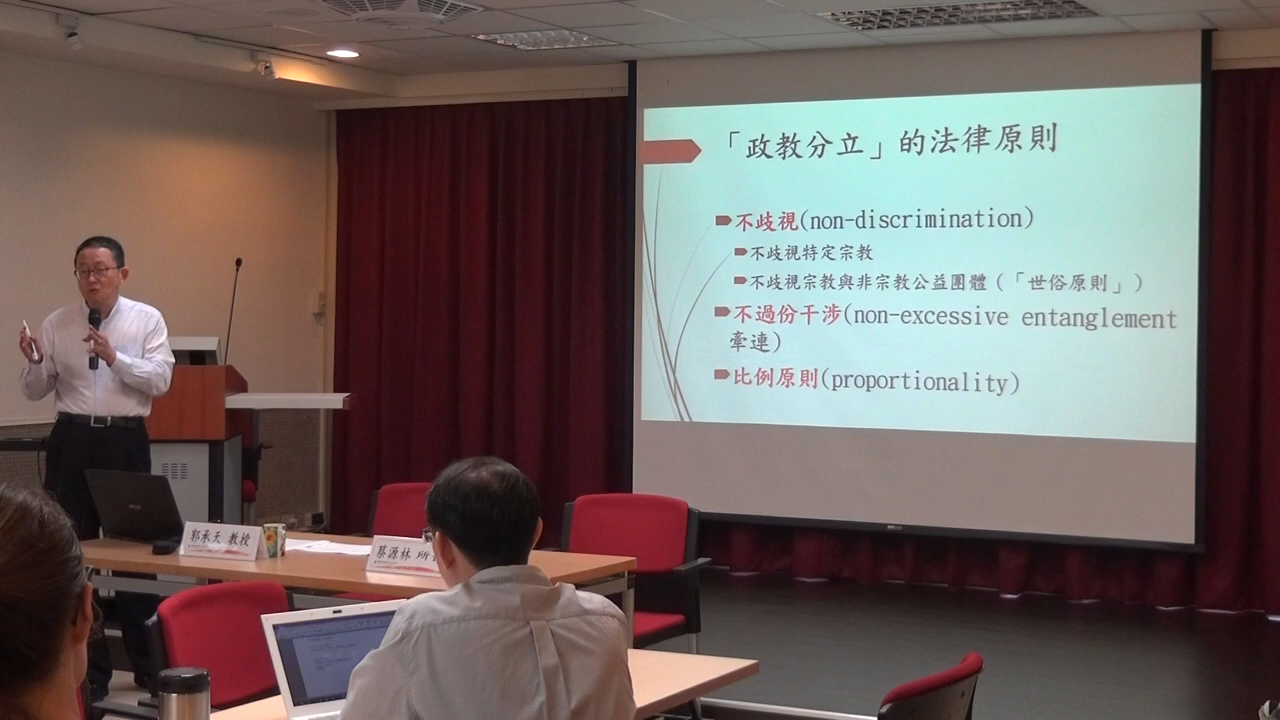 「政教分立」的法律原則
不歧視(non-discrimination)
不歧視特定宗教
不歧視宗教與非宗教公益團體(「世俗原則」)
不過份干涉(non-excessive entanglement
牽連)
比例原則(proportionality)
郭承天 教授
蔡源林 所